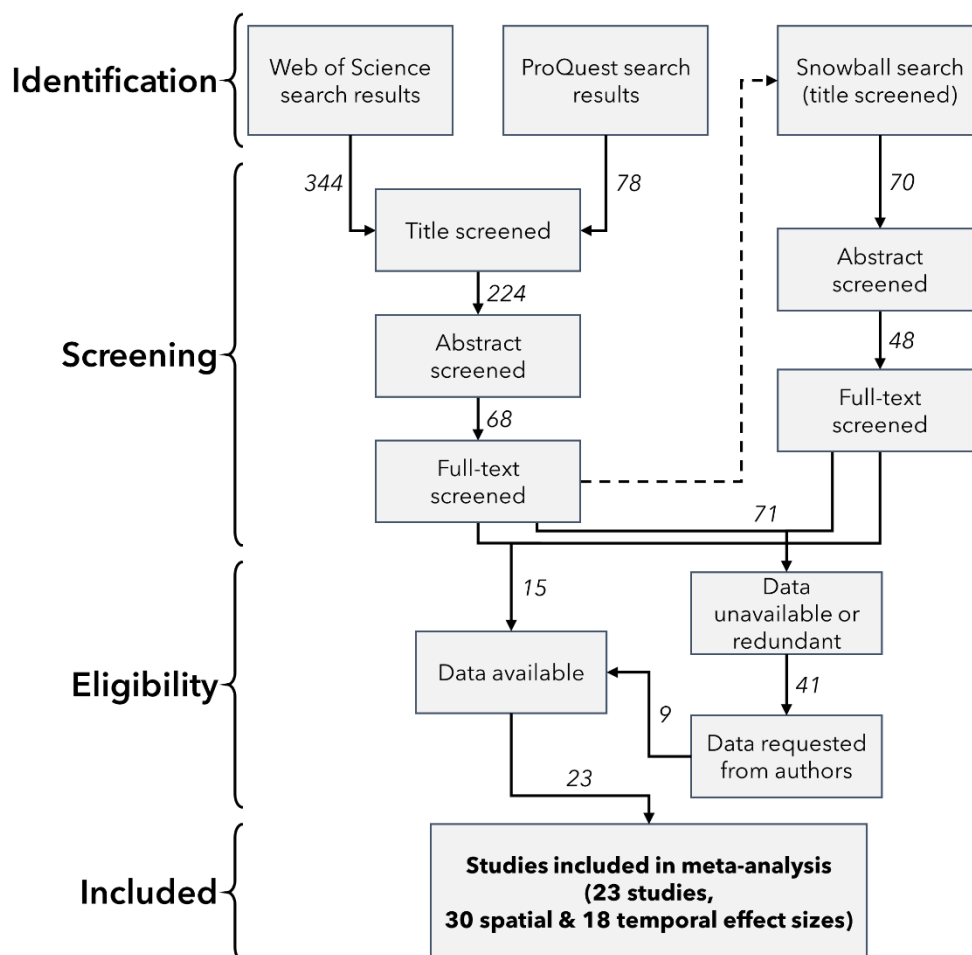 Identification
Web of Science
search results
ProQuest search
results
Snowball search
(title screened)
344
78
70
Screening
Title screened
Abstract
screened
224
48
Abstract
screened
Full-text
screened
68
Full-text
screened
71
Eligibility
15
Data
unavailable or
redundant
Data available
41
9
Data requested
from authors
23
Included
Studies included in meta-analysis
(23 studies,
30 spatial & 18 temporal effect sizes)